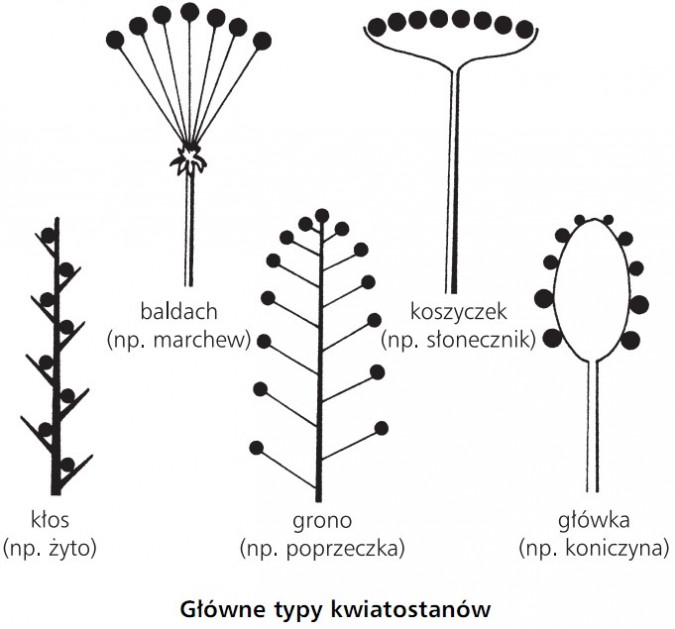 baldach
(np. marchew)
koszyczek
(np. słonecznik)
kłos
(np. żyto)
grono
(np. poprzeczka)
główka
(np. koniczyna)
Główne typy kwiatostanów